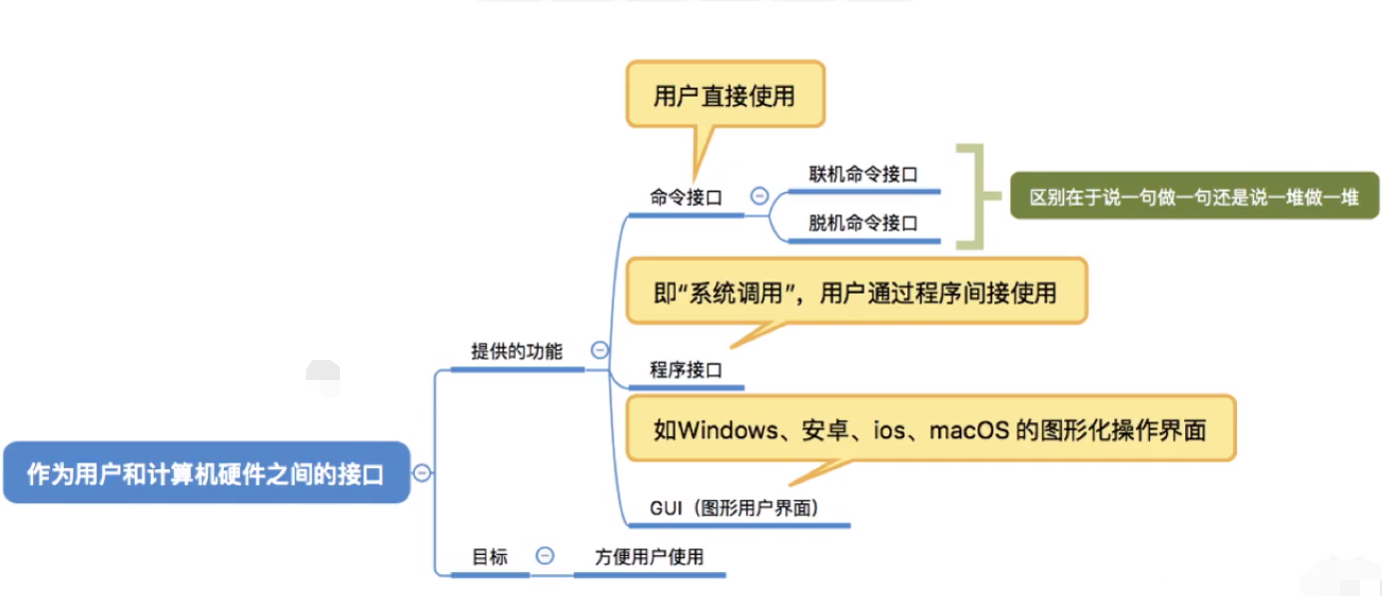 用户直接使用
命令接口
联机命令接口
脱机命令接口
区别在于说一句做一句还是说一堆做一堆
即“系统调用”，用户通过程序间接使用
提供的功能
程序接口
如Windows、安卓、ios、macOS 的图形化操作界面
作为用户和计算机硬件之间的接口
GUI（图形用户界面）
目标
方便用户使用